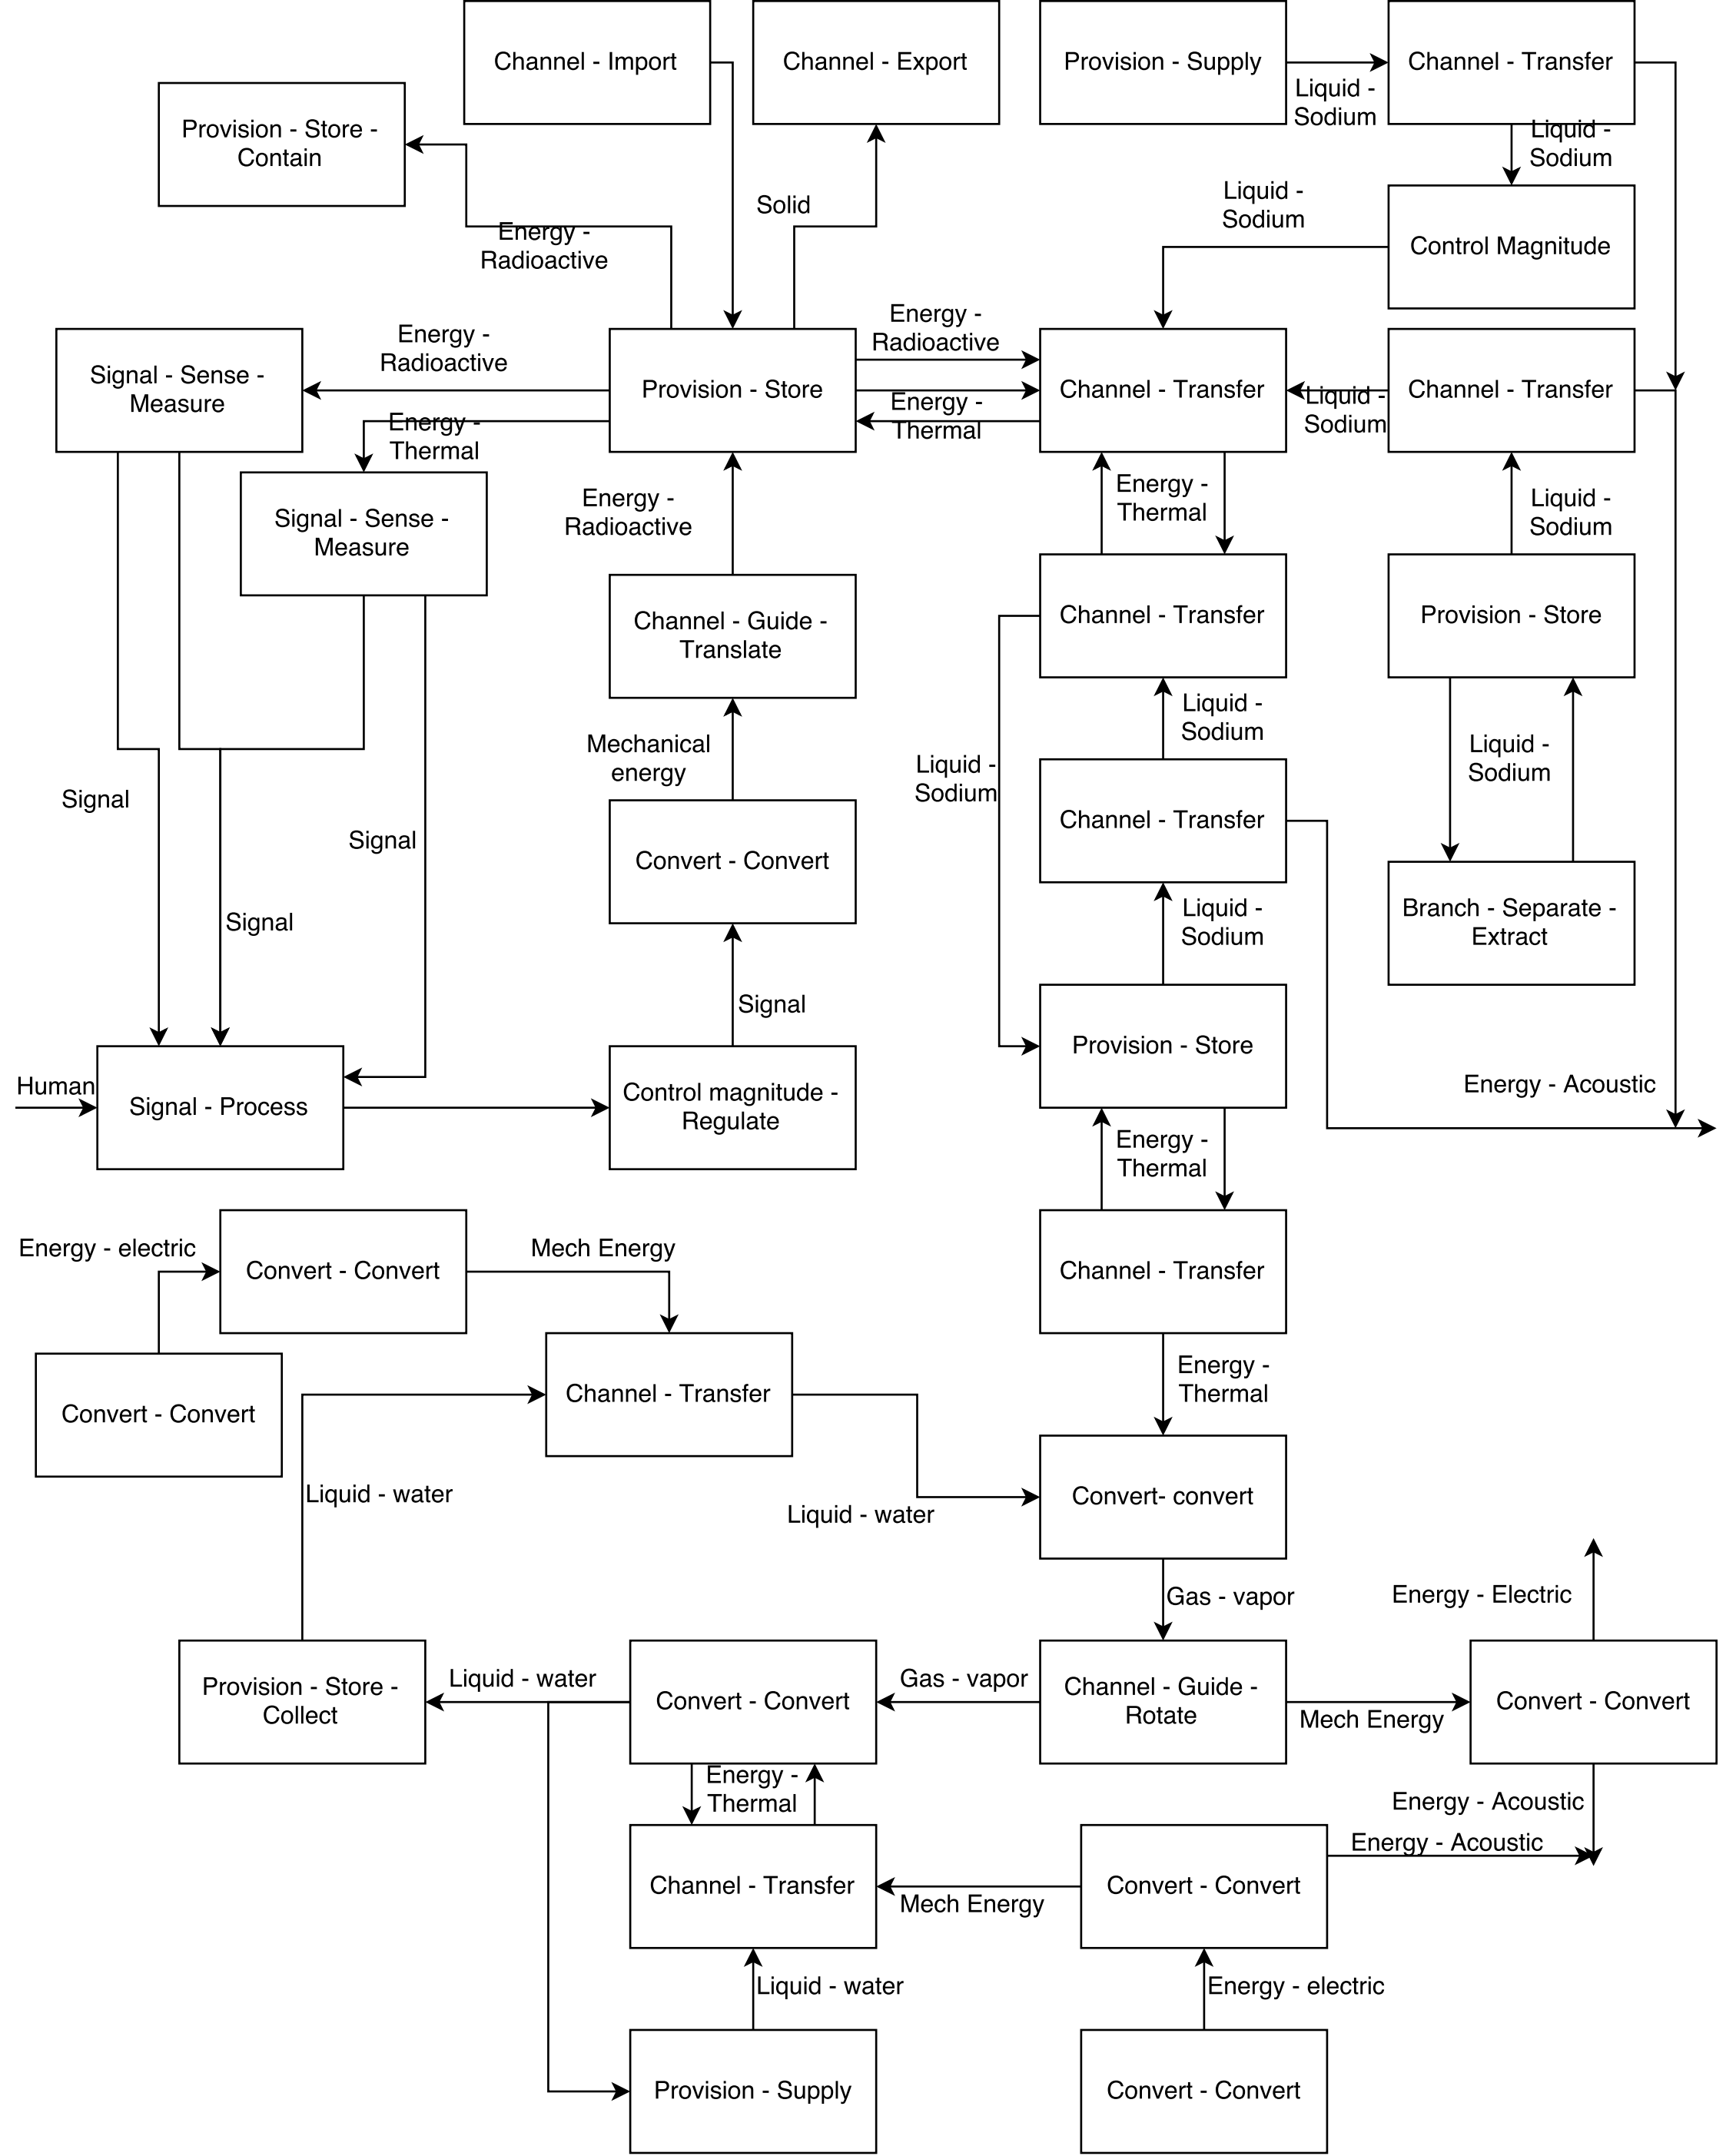 Channel - Import
Channel - Export
Provision - Supply
Liquid -
Sodium
Channel - Transfer
Provision - Store -
Contain
Liquid -
Sodium
Energy -
Radioactive
Solid
Liquid -
Sodium
Control Magnitude
Signal - Sense -
Measure
Energy -
Radioactive
Provision - Store
Energy -
Radioactive
Energy -
Thermal
Channel - Transfer
Liquid -
Sodium
Channel - Transfer
Energy -
Thermal
Signal - Sense -
Measure
Energy -
Radioactive
Energy -
Thermal
Liquid -
Sodium
Channel - Guide -
Translate
Channel - Transfer
Provision - Store
Mechanical
energy
Liquid -
Sodium
Liquid -
Sodium
Liquid -
Sodium
Signal
Signal
Signal
Convert - Convert
Channel - Transfer
Branch - Separate -
Extract
Liquid -
Sodium
Signal
Provision - Store
Human
Signal - Process
Control magnitude -
Regulate
Energy - Acoustic
Energy -
Thermal
Energy - electric
Convert - Convert
Mech Energy
Channel - Transfer
Convert - Convert
Channel - Transfer
Energy -
Thermal
Liquid - water
Liquid - water
Convert- convert
Gas - vapor
Energy - Electric
Provision - Store -
Collect
Liquid - water
Convert - Convert
Gas - vapor
Channel - Guide -
Rotate
Mech Energy
Convert - Convert
Energy -
Thermal
Energy - Acoustic
Energy - Acoustic
Channel - Transfer
Mech Energy
Convert - Convert
Liquid - water
Energy - electric
Provision - Supply
Convert - Convert